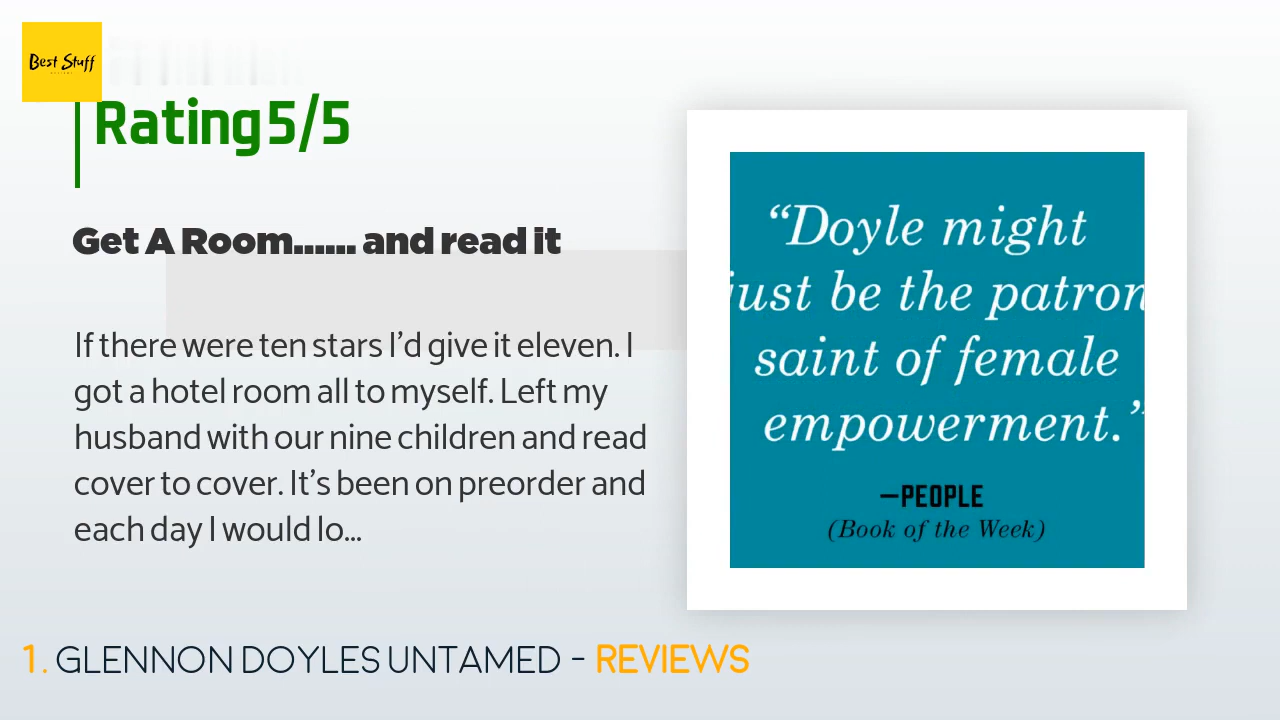 Best Stuff
Rating 5/5
Get A Room...... and read it
If there were ten stars I'd give it eleven. I
got a hotel room all to myself. Left my
husband with our nine children and read
cover to cover. It's been on preorder and
each day I would lo...
“Doyle might
just be the patron
saint of female
empowerment.”
—PEOPLE
(Book of the Week)
1. GLENNON DOYLES UNTAMED - REVIEWS